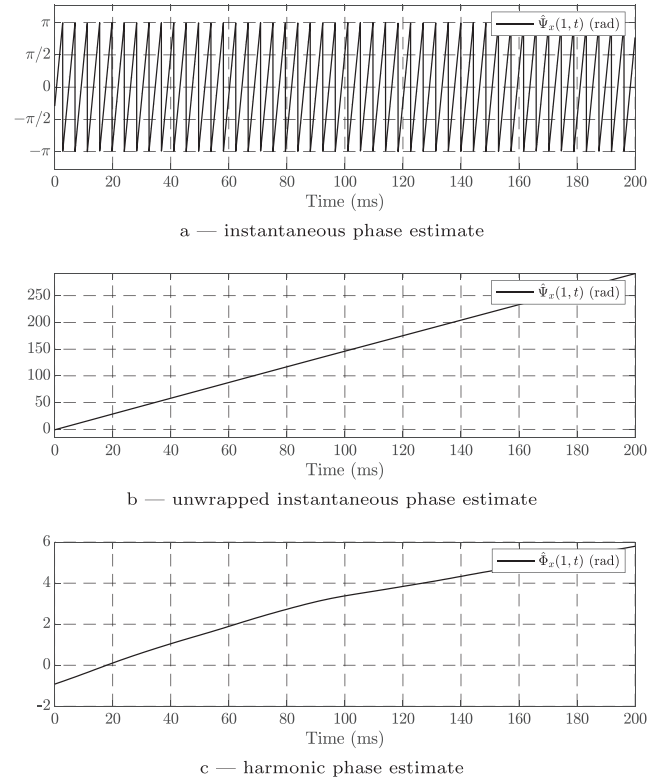 π
π/2
0
−π/2
−π
Ψ̂ₓ(1, t) (rad)
0 20 40 60 80 100 120 140 160 180 200
Time (ms)
a — instantaneous phase estimate
250
200
150
100
50
0
Ψ̂ₓ(1, t) (rad)
0 20 40 60 80 100 120 140 160 180 200
Time (ms)
b — unwrapped instantaneous phase estimate
6
4
2
0
-2
Φ̂ₓ(1, t) (rad)
0 20 40 60 80 100 120 140 160 180 200
Time (ms)
c — harmonic phase estimate